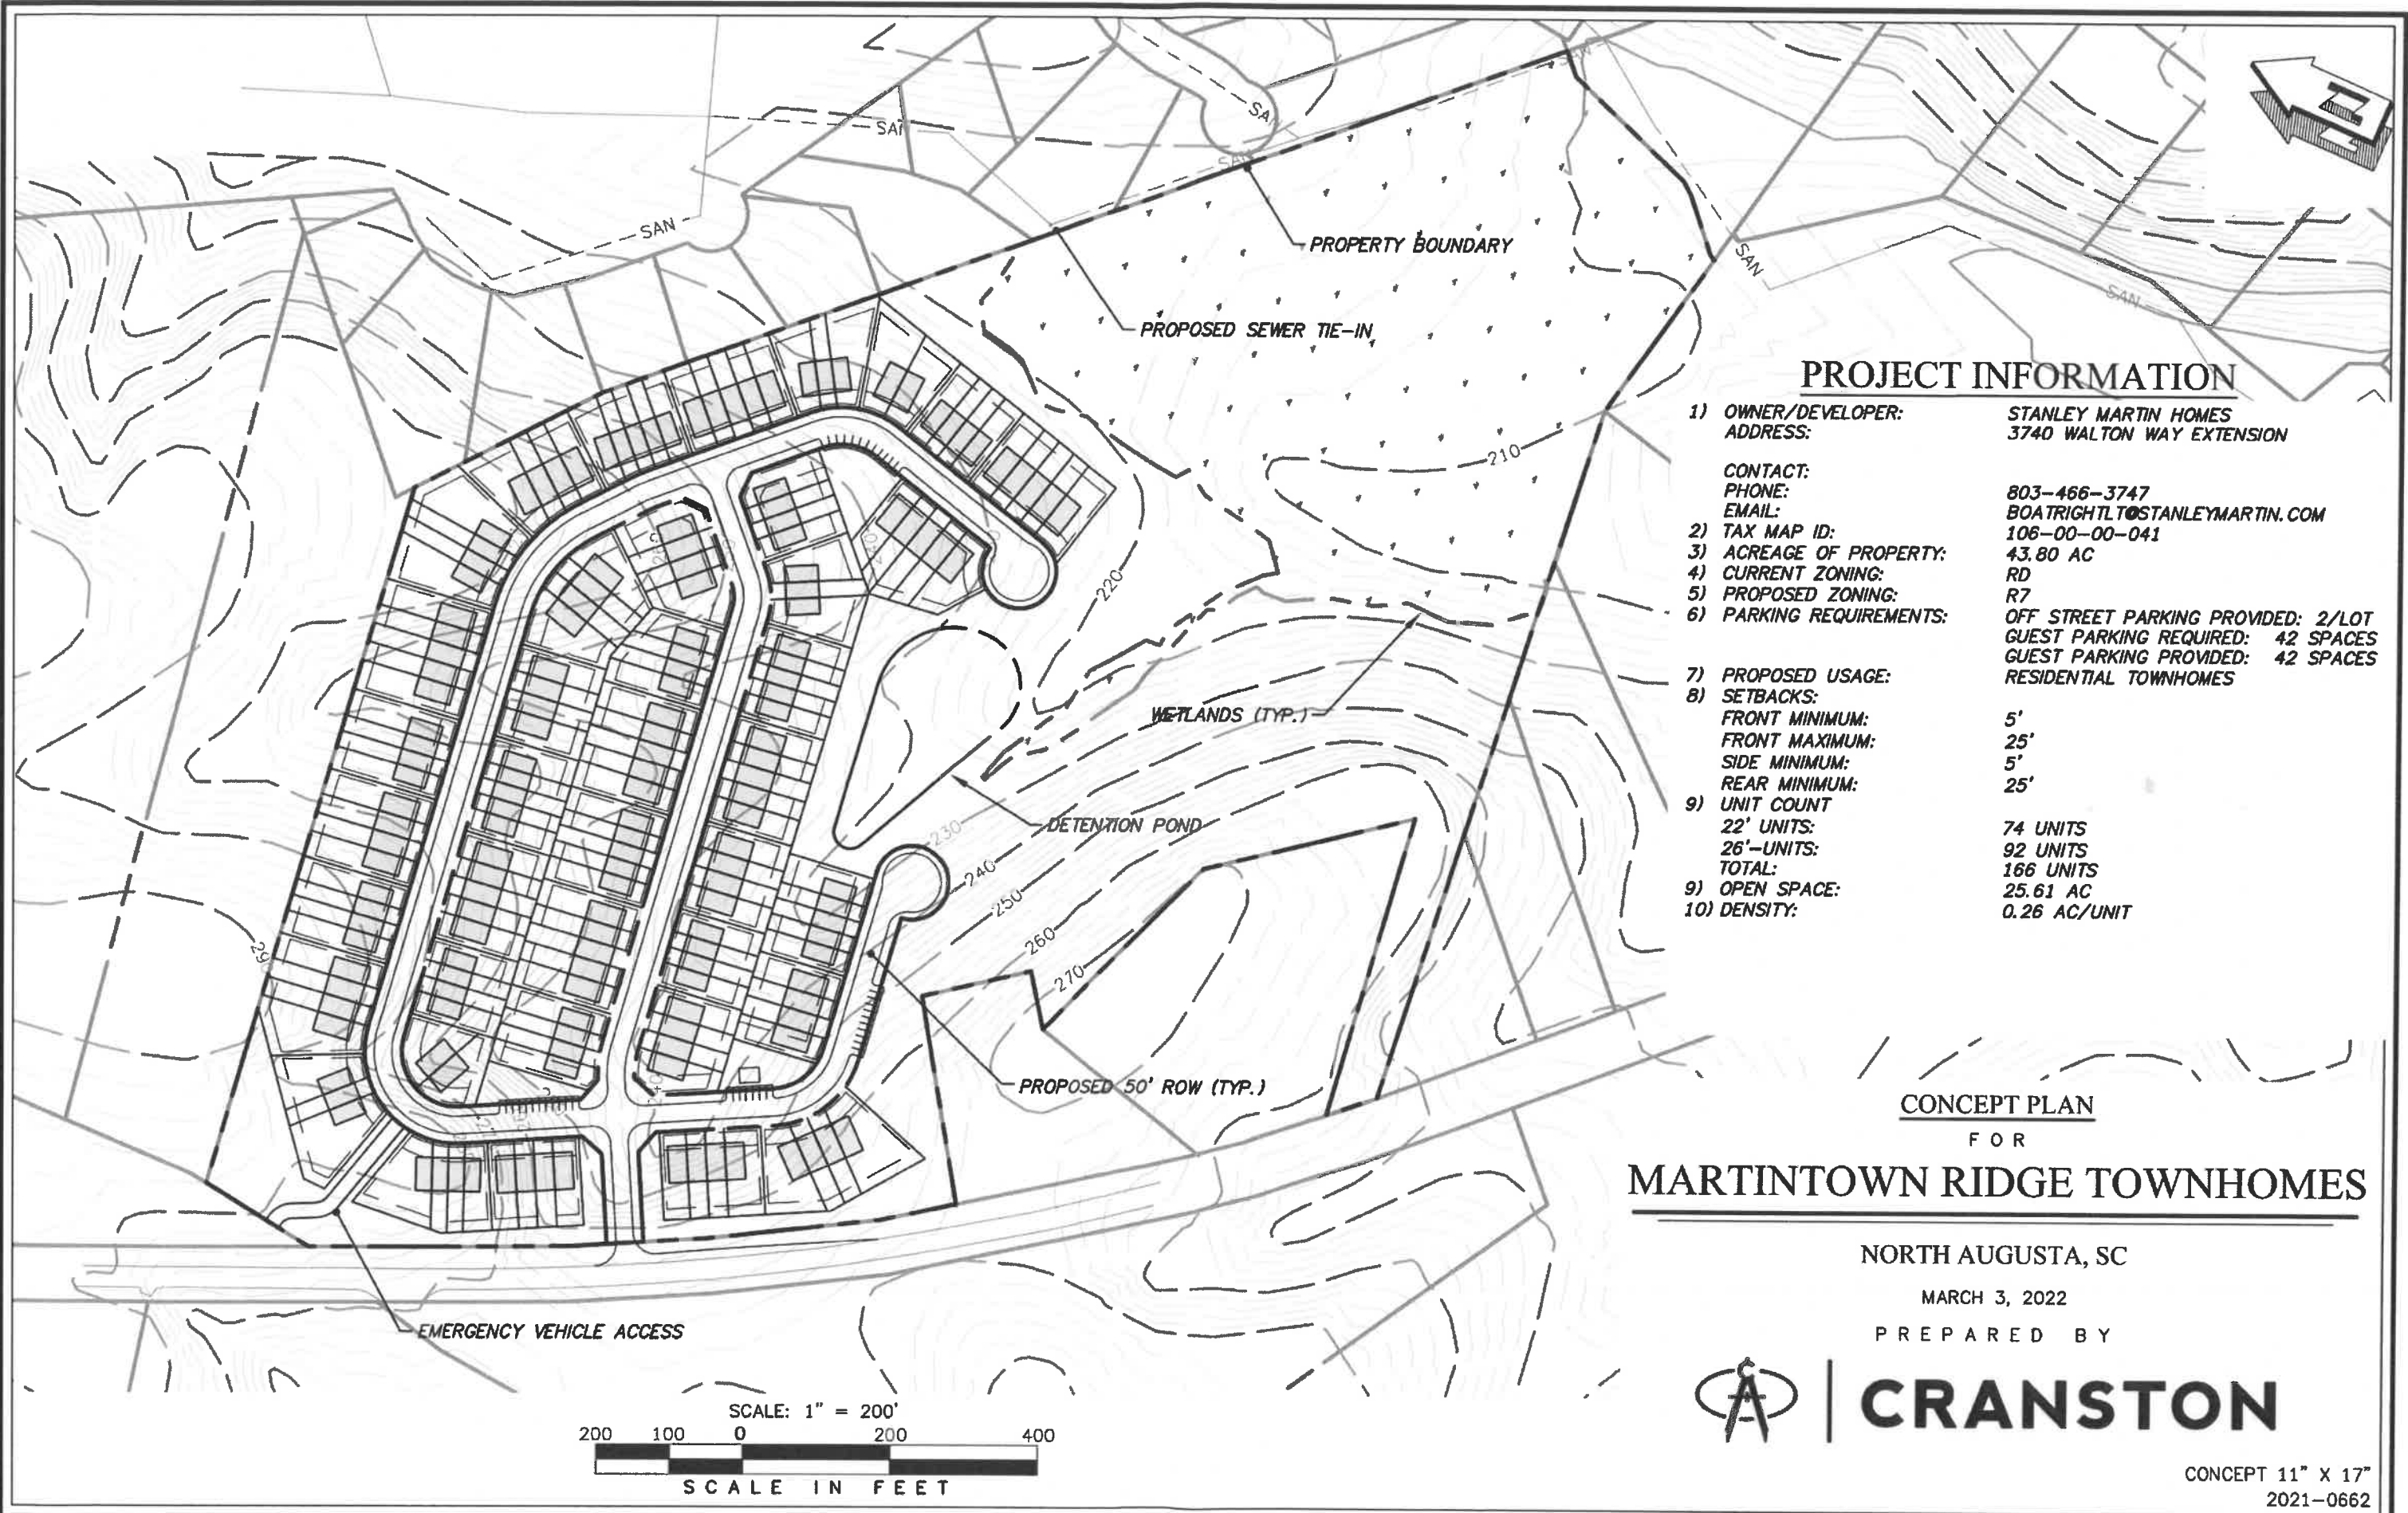 SAN
SAN
SAN
SAN
SAN
SAN
SAN
PROPERTY BOUNDARY
PROPOSED SEWER TIE-IN
210
220
WETLANDS (TYP.)
DETENTION POND
230
240
250
260
270
290
PROPOSED 50' ROW (TYP.)
EMERGENCY VEHICLE ACCESS
PROJECT INFORMATION
1) OWNER/DEVELOPER: STANLEY MARTIN HOMES
ADDRESS: 3740 WALTON WAY EXTENSION
CONTACT:
PHONE: 803-466-3747
EMAIL: BOATRIGHTLT@STANLEYMARTIN.COM
2) TAX MAP ID: 106-00-00-041
3) ACREAGE OF PROPERTY: 43.80 AC
4) CURRENT ZONING: RD
5) PROPOSED ZONING: R7
6) PARKING REQUIREMENTS: OFF STREET PARKING PROVIDED: 2/LOT
GUEST PARKING REQUIRED: 42 SPACES
GUEST PARKING PROVIDED: 42 SPACES
7) PROPOSED USAGE: RESIDENTIAL TOWNHOMES
8) SETBACKS:
FRONT MINIMUM: 5'
FRONT MAXIMUM: 25'
SIDE MINIMUM: 5'
REAR MINIMUM: 25'
9) UNIT COUNT
22' UNITS: 74 UNITS
26'-UNITS: 92 UNITS
TOTAL: 166 UNITS
9) OPEN SPACE: 25.61 AC
10) DENSITY: 0.26 AC/UNIT
CONCEPT PLAN
FOR
MARTINTOWN RIDGE TOWNHOMES
NORTH AUGUSTA, SC
MARCH 3, 2022
PREPARED BY
CRANSTON
SCALE: 1" = 200'
200 100 0 200 400
SCALE IN FEET
CONCEPT 11" X 17"
2021-0662